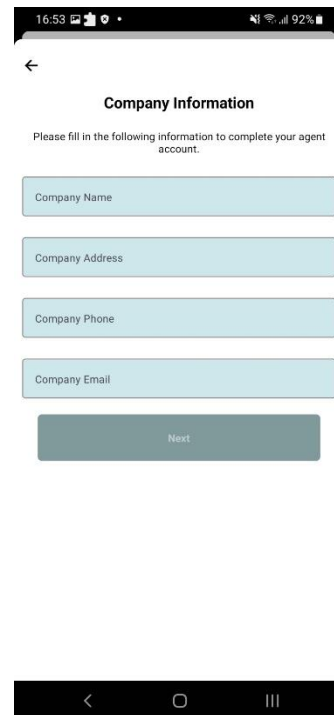 16:53
92%
Company Information
Please fill in the following information to complete your agent
account.
Company Name
Company Address
Company Phone
Company Email
Next